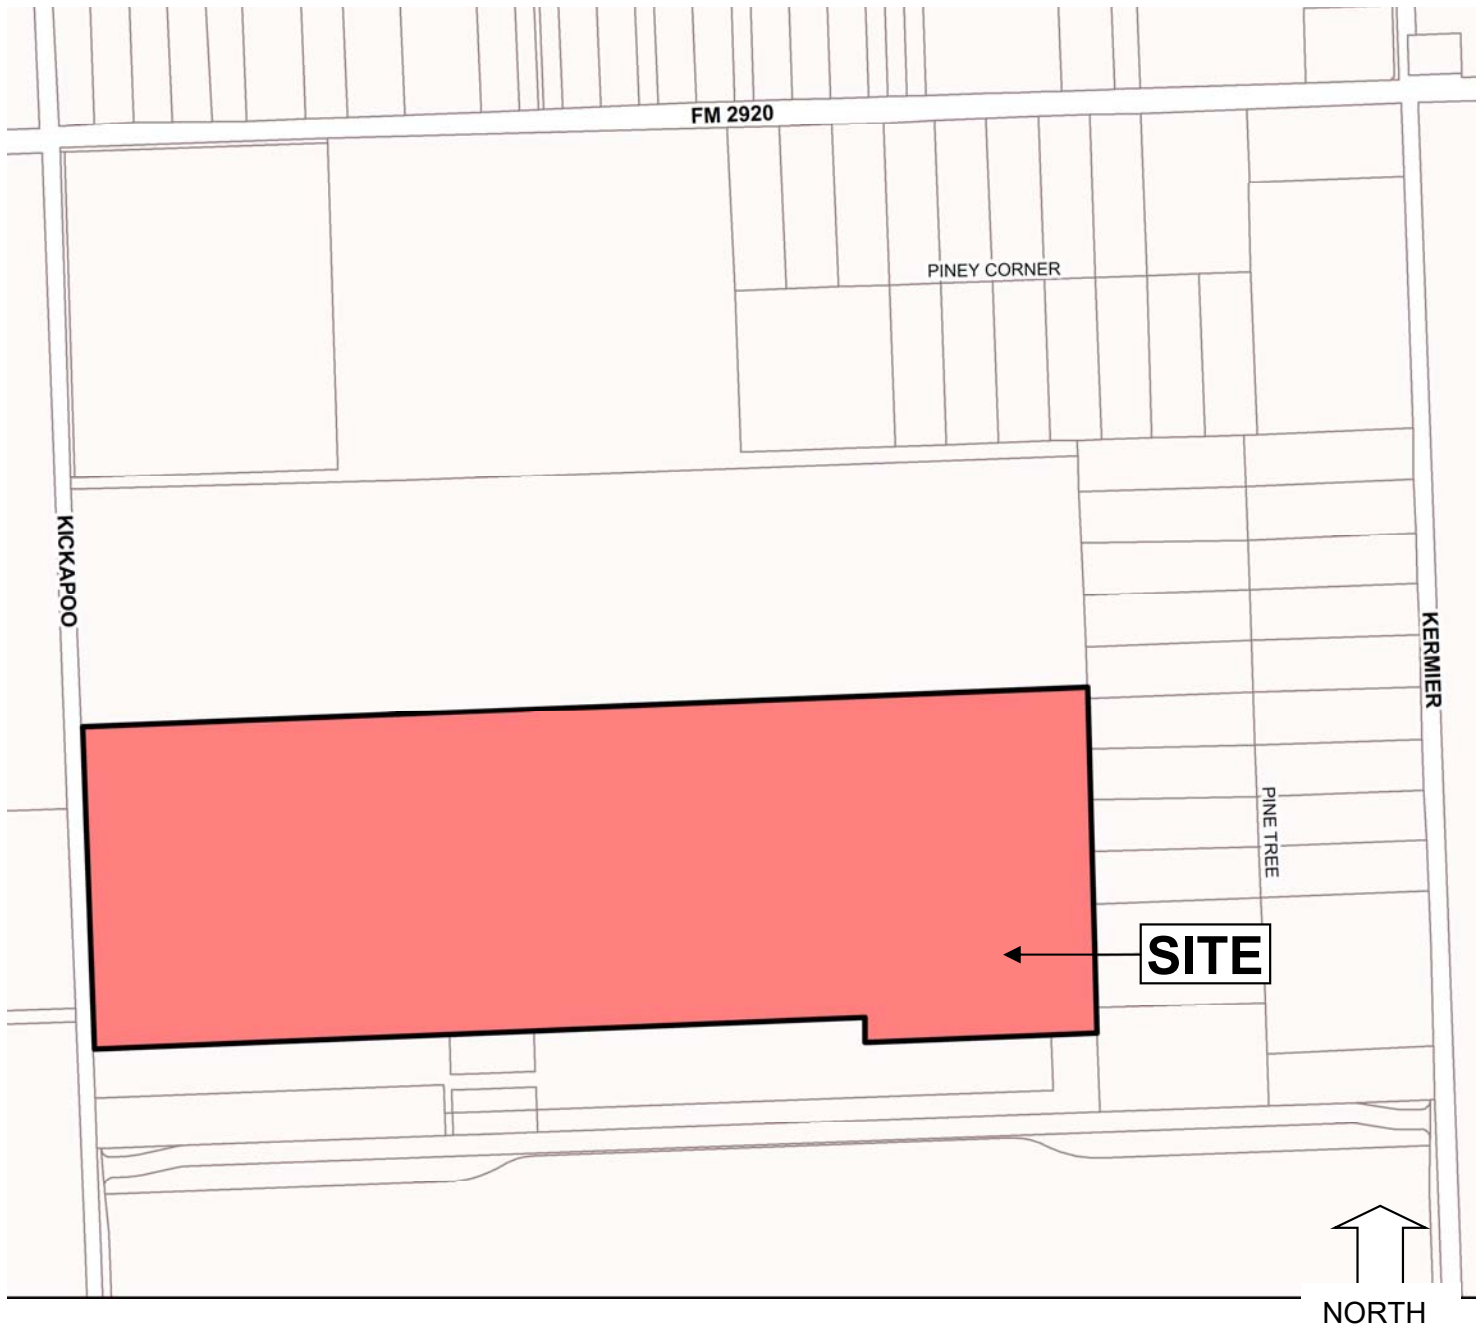 FM 2920
PINEY CORNER
KICKAPOO
KERMIER
PINE TREE
SITE
NORTH